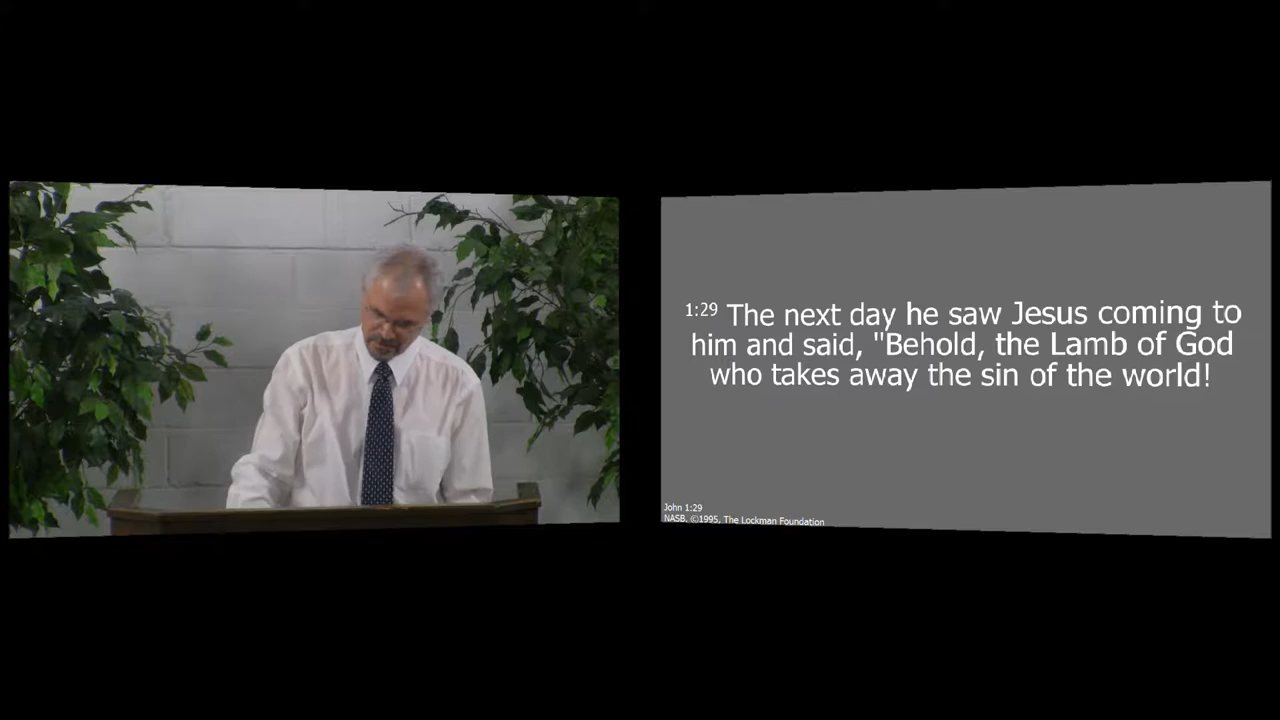 1:29 The next day he saw Jesus coming to
him and said, "Behold, the Lamb of God
who takes away the sin of the world!
John 1:29
NASB, ©1995, The Lockman Foundation